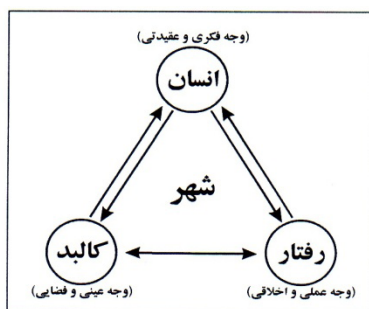 (وجه فکری و عقیدتی)
انسان
شهر
رفتار
کالبد
(وجه عملی و اخلاقی)
(وجه عینی و فضایی)